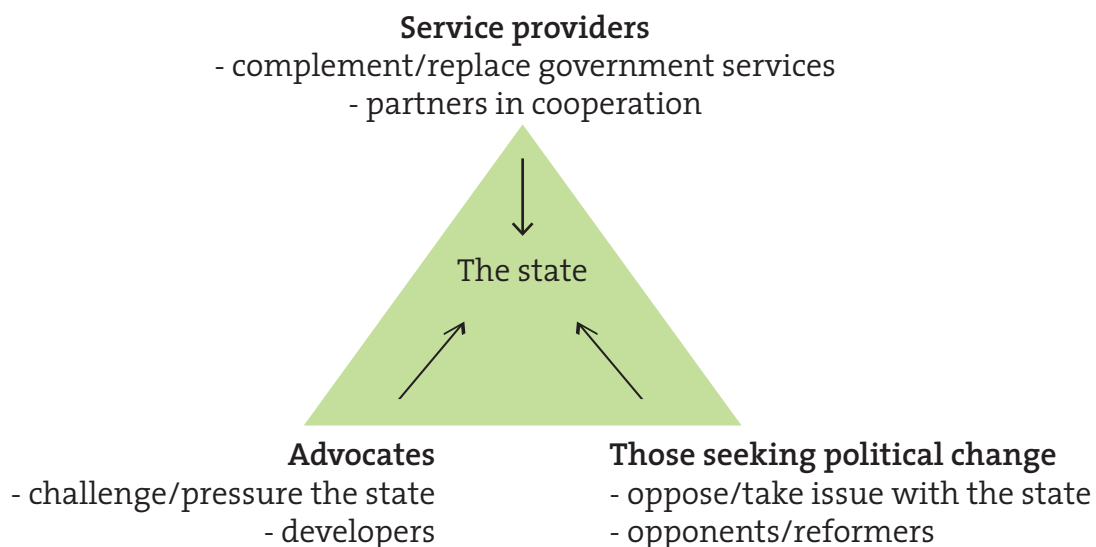 Service providers
- complement/replace government services
- partners in cooperation
The state
Advocates
- challenge/pressure the state
- developers
Those seeking political change
- oppose/take issue with the state
- opponents/reformers